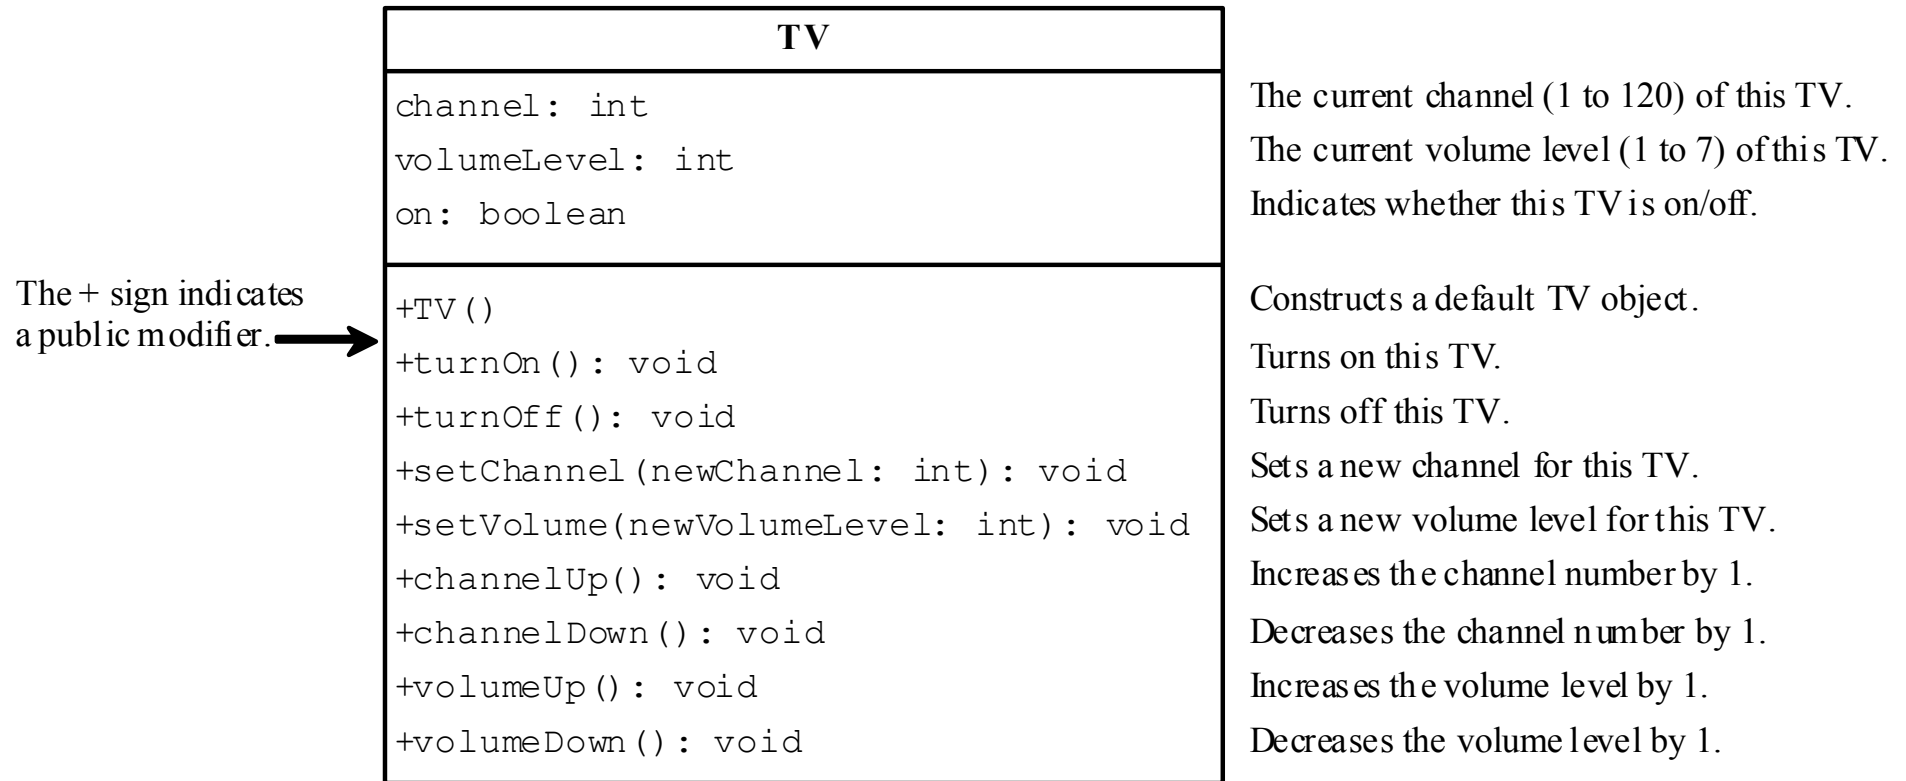 TV
channel: int
The current channel (1 to 120) of this TV.
volumeLevel: int
The current volume level (1 to 7) of this TV.
on: boolean
Indicates whether this TV is on/off.
The + sign indicates
a public modifier.
+TV()
Constructs a default TV object.
+turnOn(): void
Turns on this TV.
+turnOff(): void
Turns off this TV.
+setChannel(newChannel: int): void
Sets a new channel for this TV.
+setVolume(newVolumeLevel: int): void
Sets a new volume level for this TV.
+channelUp(): void
Increases the channel number by 1.
+channelDown(): void
Decreases the channel number by 1.
+volumeUp(): void
Increases the volume level by 1.
+volumeDown(): void
Decreases the volume level by 1.